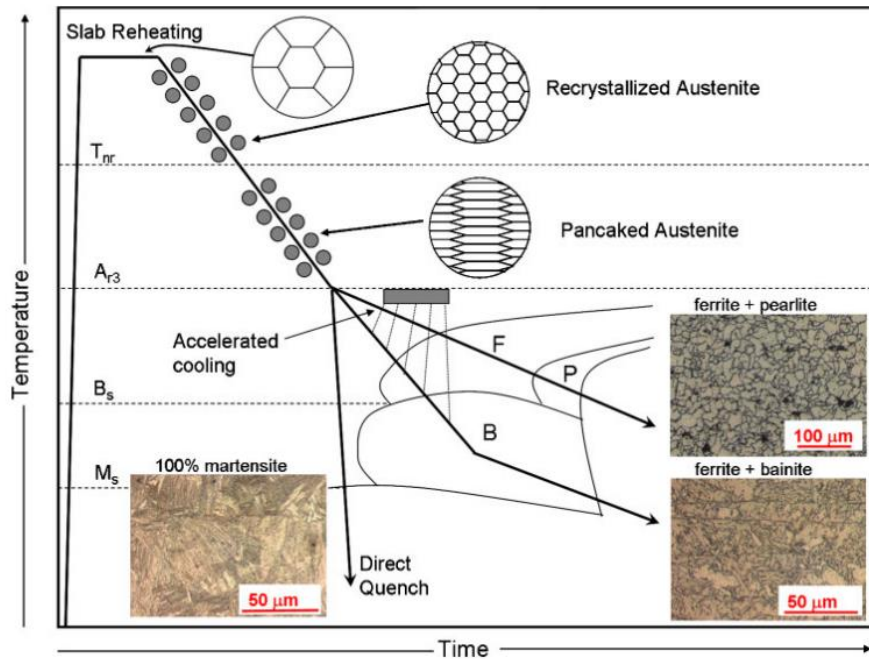 Slab Reheating
Recrystallized Austenite
Tnr
Pancaked Austenite
Ar3
Accelerated
cooling
F
ferrite + pearlite
P
100 μm
Bs
B
100% martensite
ferrite + bainite
Ms
Direct
Quench
50 μm
50 μm
Temperature
Time